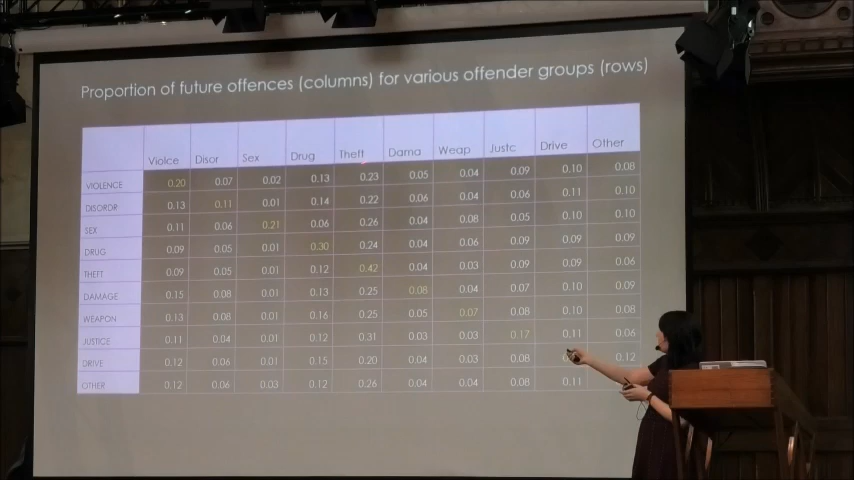 Proportion of future offences (columns) for various offender groups (rows)
Violce Disor Sex Drug Theft Dama Weap Justc Drive Other
VIOLENCE 0.20 0.07 0.02 0.13 0.23 0.05 0.04 0.09 0.10 0.08
DISORDR 0.13 0.11 0.01 0.14 0.22 0.06 0.04 0.06 0.11 0.10
SEX 0.11 0.06 0.21 0.06 0.26 0.04 0.08 0.05 0.10 0.10
DRUG 0.09 0.05 0.01 0.30 0.24 0.04 0.06 0.09 0.09 0.09
THEFT 0.09 0.05 0.01 0.12 0.42 0.04 0.03 0.09 0.09 0.06
DAMAGE 0.15 0.08 0.01 0.13 0.25 0.08 0.04 0.07 0.10 0.09
WEAPON 0.13 0.08 0.01 0.16 0.25 0.05 0.07 0.08 0.10 0.08
JUSTICE 0.11 0.04 0.01 0.12 0.31 0.03 0.03 0.17 0.11 0.06
DRIVE 0.12 0.06 0.01 0.15 0.20 0.04 0.03 0.08 0.12
OTHER 0.12 0.06 0.03 0.12 0.26 0.04 0.04 0.08 0.11